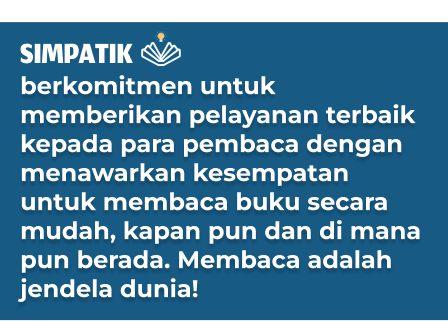 SIMPATIK
berkomitmen untuk
memberikan pelayanan terbaik
kepada para pembaca dengan
menawarkan kesempatan
untuk membaca buku secara
mudah, kapan pun dan di mana
pun berada. Membaca adalah
jendela dunia!